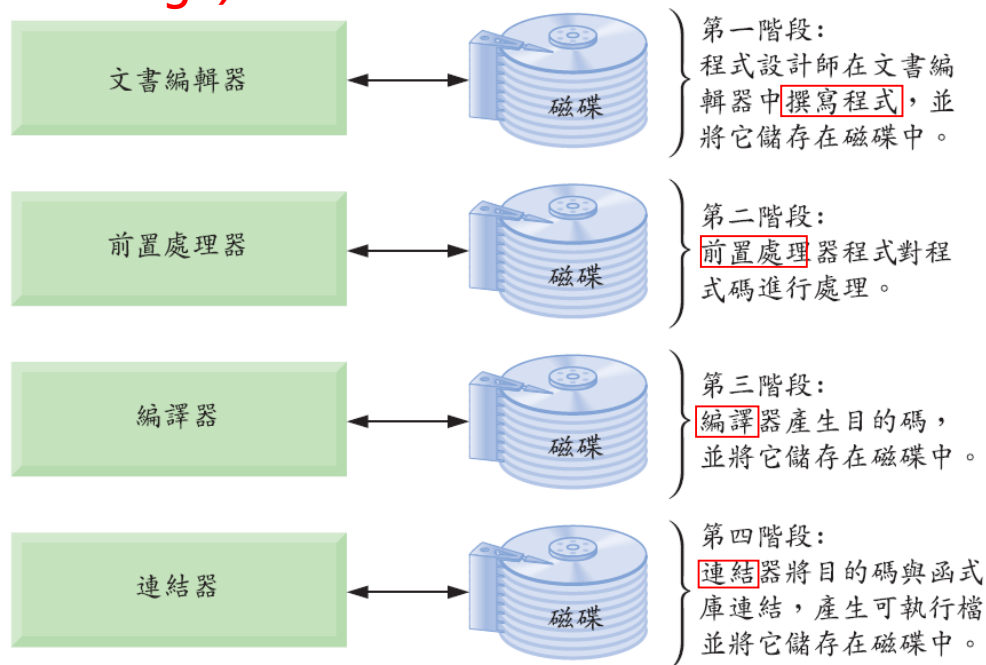 文書編輯器
磁碟
第一階段:
程式設計師在文書編
輯器中撰寫程式，並
將它儲存在磁碟中。
前置處理器
磁碟
第二階段:
前置處理器程式對程
式碼進行處理。
編譯器
磁碟
第三階段:
編譯器產生目的碼，
並將它儲存在磁碟中。
連結器
磁碟
第四階段:
連結器將目的碼與函式
庫連結，產生可執行檔
並將它儲存在磁碟中。